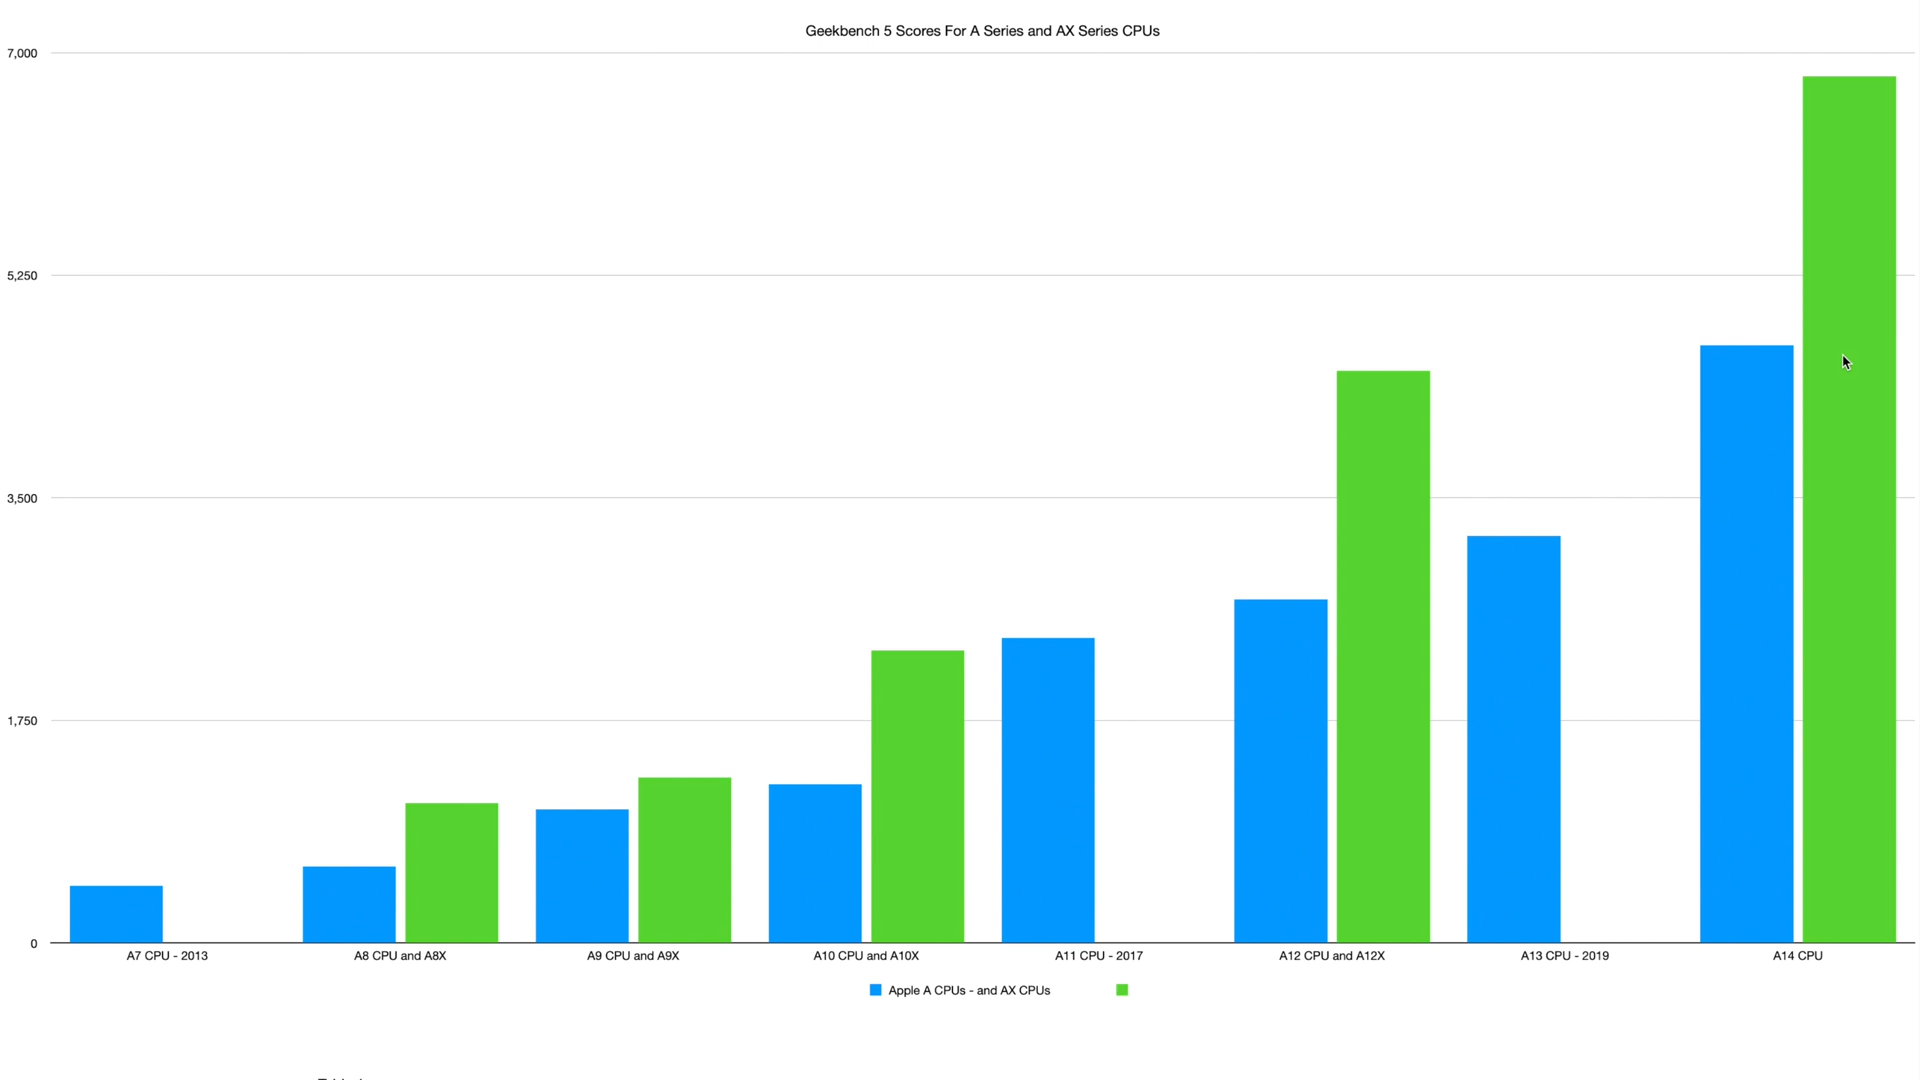 Geekbench 5 Scores For A Series and AX Series CPUs
7,000
5,250
3,500
1,750
0
A7 CPU - 2013
A8 CPU and A8X
A9 CPU and A9X
A10 CPU and A10X
A11 CPU - 2017
A12 CPU and A12X
A13 CPU - 2019
A14 CPU
Apple A CPUs - and AX CPUs